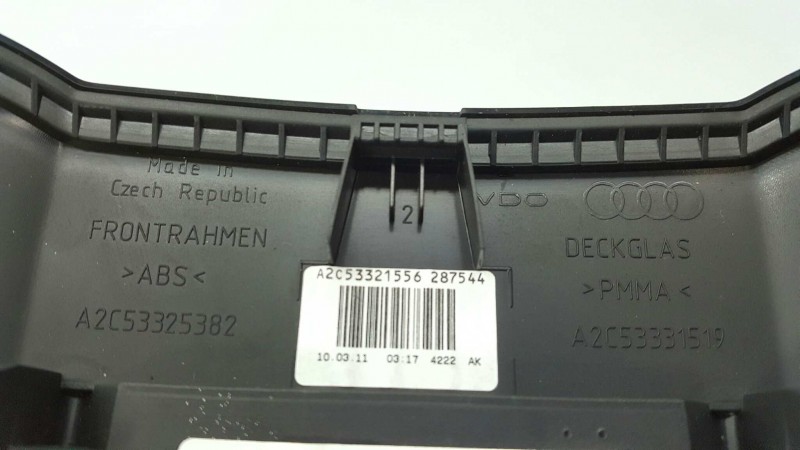 Made in
Czech Republic
FRONTRAHMEN
>ABS<
A2C53325382
2
VDO
DECKGLAS
>PMMA<
A2C53331519
A2C53321556 287544
10.03.11 03:17 4222 AK